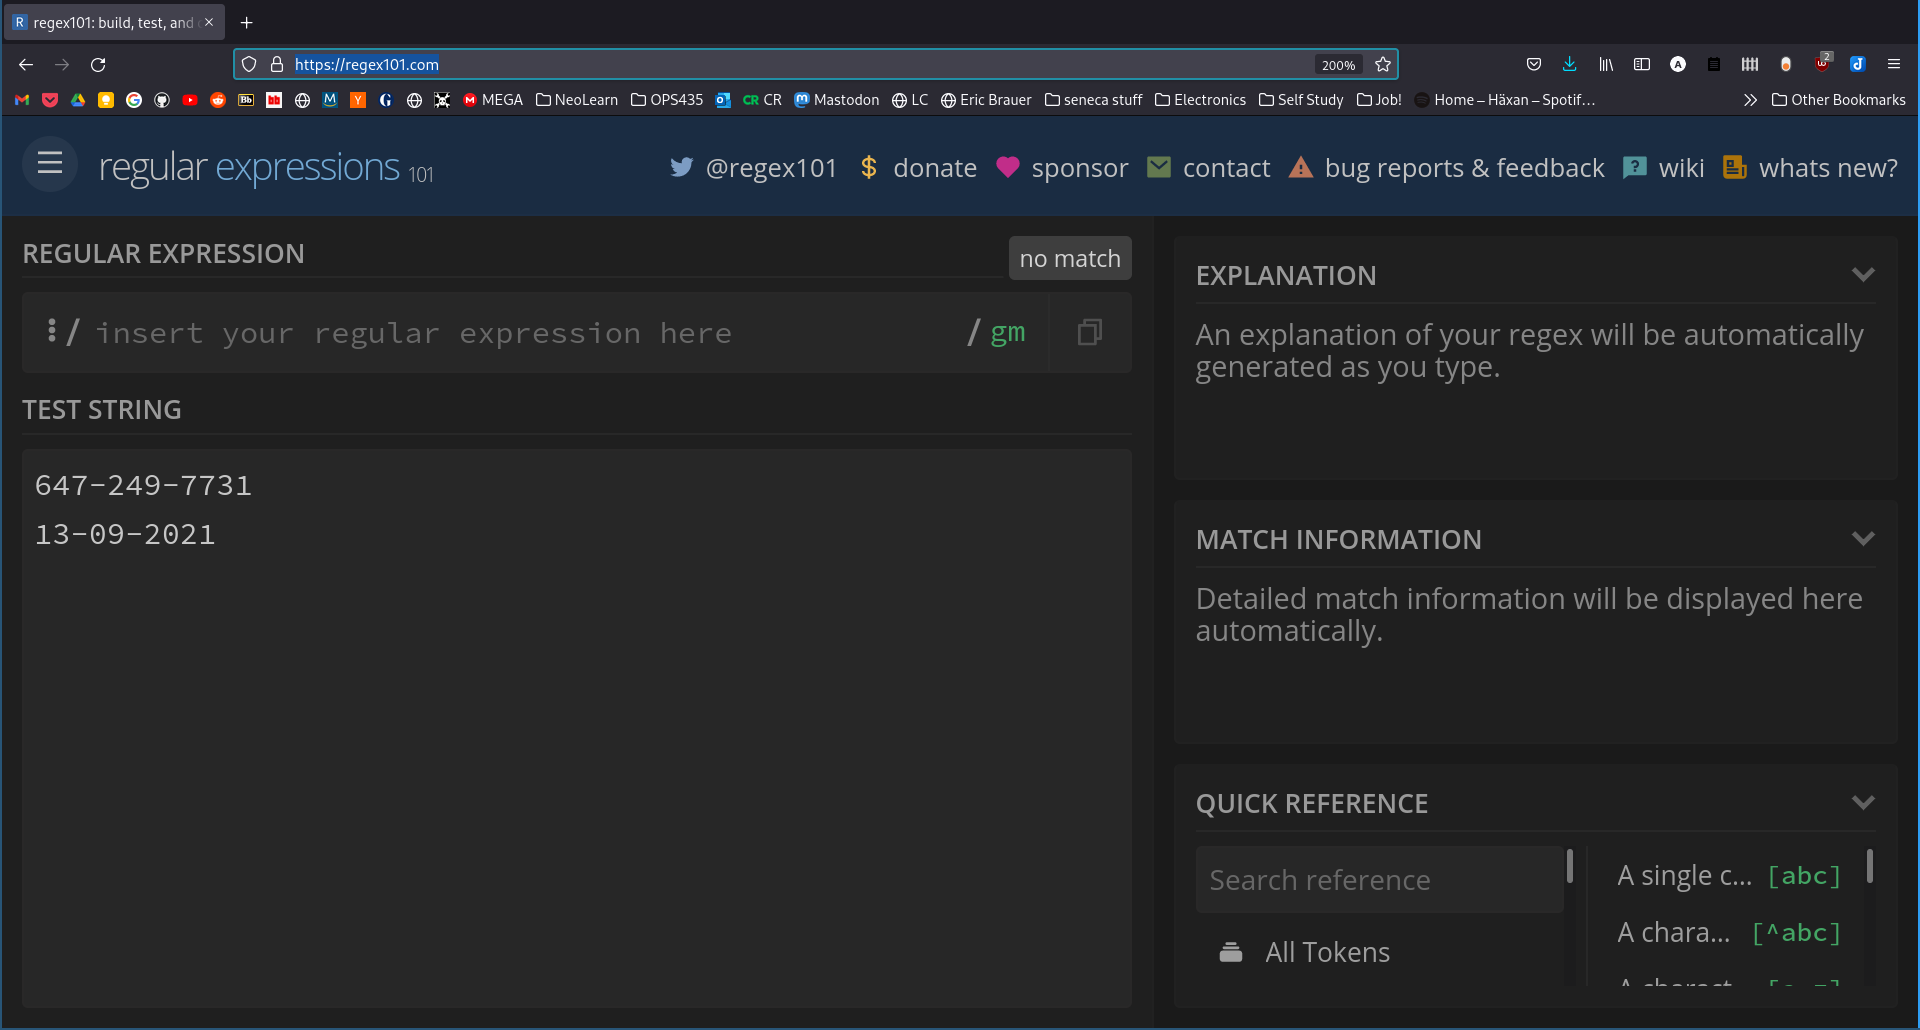 regex101: build, test, and
https://regex101.com
200%
2
MEGA NeoLearn OPS435 CR CR Mastodon LC Eric Brauer seneca stuff Electronics Self Study Job! Home – Häxan – Spotif… Other Bookmarks
regular expressions 101
@regex101 $ donate sponsor contact bug reports & feedback wiki whats new?
REGULAR EXPRESSION
no match
/ insert your regular expression here / gm
TEST STRING
647-249-7731
13-09-2021
EXPLANATION
An explanation of your regex will be automatically
generated as you type.
MATCH INFORMATION
Detailed match information will be displayed here
automatically.
QUICK REFERENCE
Search reference
All Tokens
A single c... [abc]
A chara... [^abc]